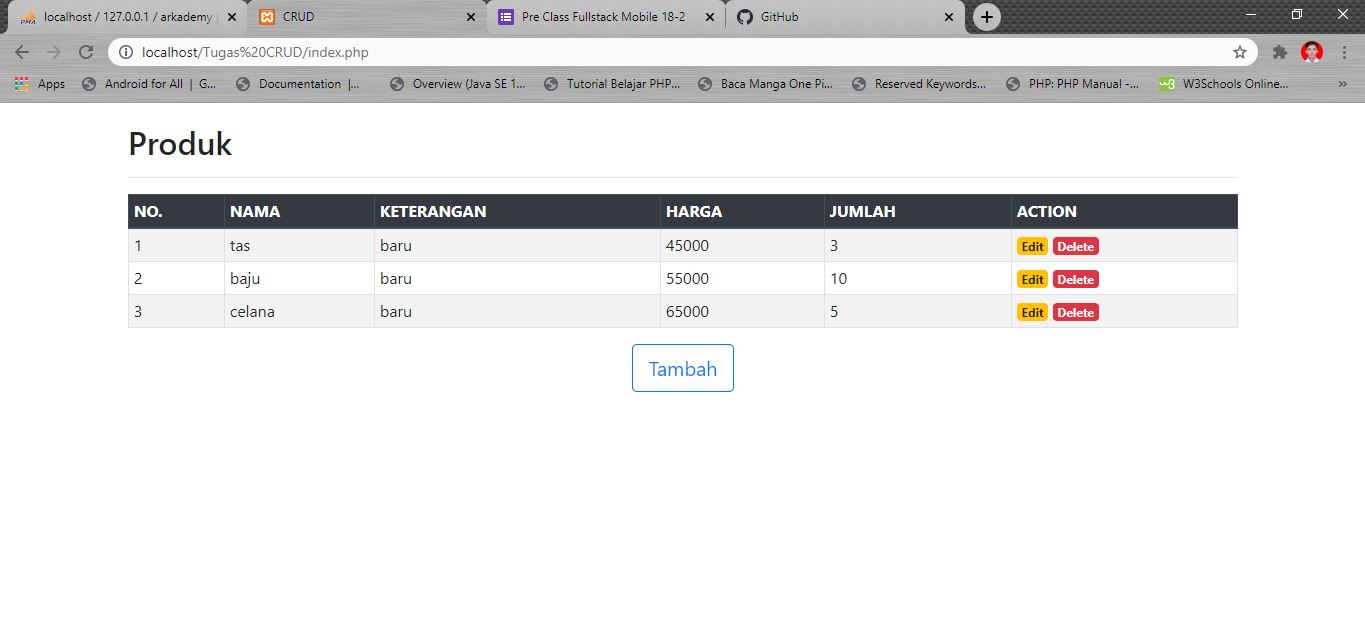 localhost / 127.0.0.1 / arkademy
CRUD
Pre Class Fullstack Mobile 18-2
GitHub
localhost/Tugas%20CRUD/index.php
Apps Android for All | G... Documentation |... Overview (Java SE 1... Tutorial Belajar PHP... Baca Manga One Pi... Reserved Keywords... PHP: PHP Manual -... W3Schools Online... »
Produk
NO. NAMA KETERANGAN HARGA JUMLAH ACTION
1 tas baru 45000 3 Edit Delete
2 baju baru 55000 10 Edit Delete
3 celana baru 65000 5 Edit Delete
Tambah